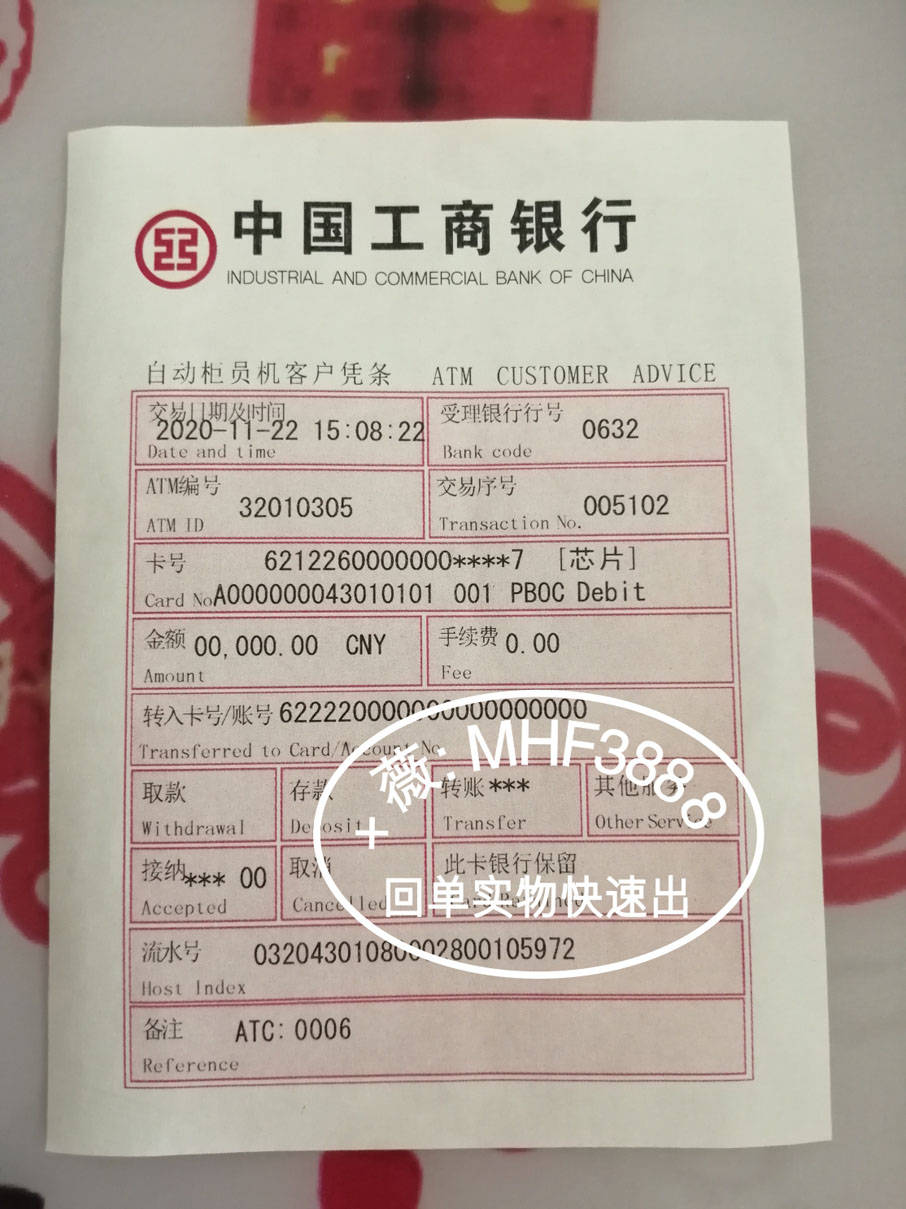 中国工商银行
INDUSTRIAL AND COMMERCIAL BANK OF CHINA
自动柜员机客户凭条 ATM CUSTOMER ADVICE
交易日期及时间
2020-11-22 15:08:22
Date and time
受理银行行号
0632
Bank code
ATM编号
32010305
ATM ID
交易序号
005102
Transaction No.
卡号 6212260000000****7 [芯片]
Card No A000000043010101 001 PBOC Debit
金额 00,000.00 CNY
Amount
手续费 0.00
Fee
转入卡号/账号 6222200000000000000000
Transferred to Card/Account No
取款
Withdrawal
存款
Deposit
转账 ***
Transfer
其他服务
Other Service
接纳 *** 00
Accepted
取消
Cancelled
此卡银行保留
流水号 03204301080002800105972
Host Index
备注 ATC: 0006
Reference
+薇.MHF3888
回单实物快速出